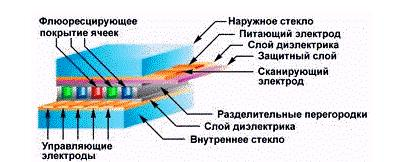 Флюоресцирующее
покрытие ячеек
Наружное стекло
Питающий электрод
Слой диэлектрика
Защитный слой
Сканирующий
электрод
Разделительные перегородки
Слой диэлектрика
Внутреннее стекло
Управляющие
электроды